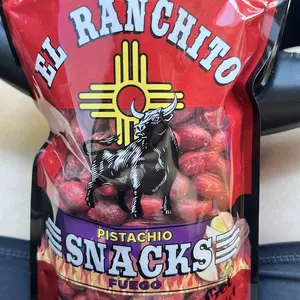 EL RANCHITO
PISTACHIO
SNACKS
FUEGO